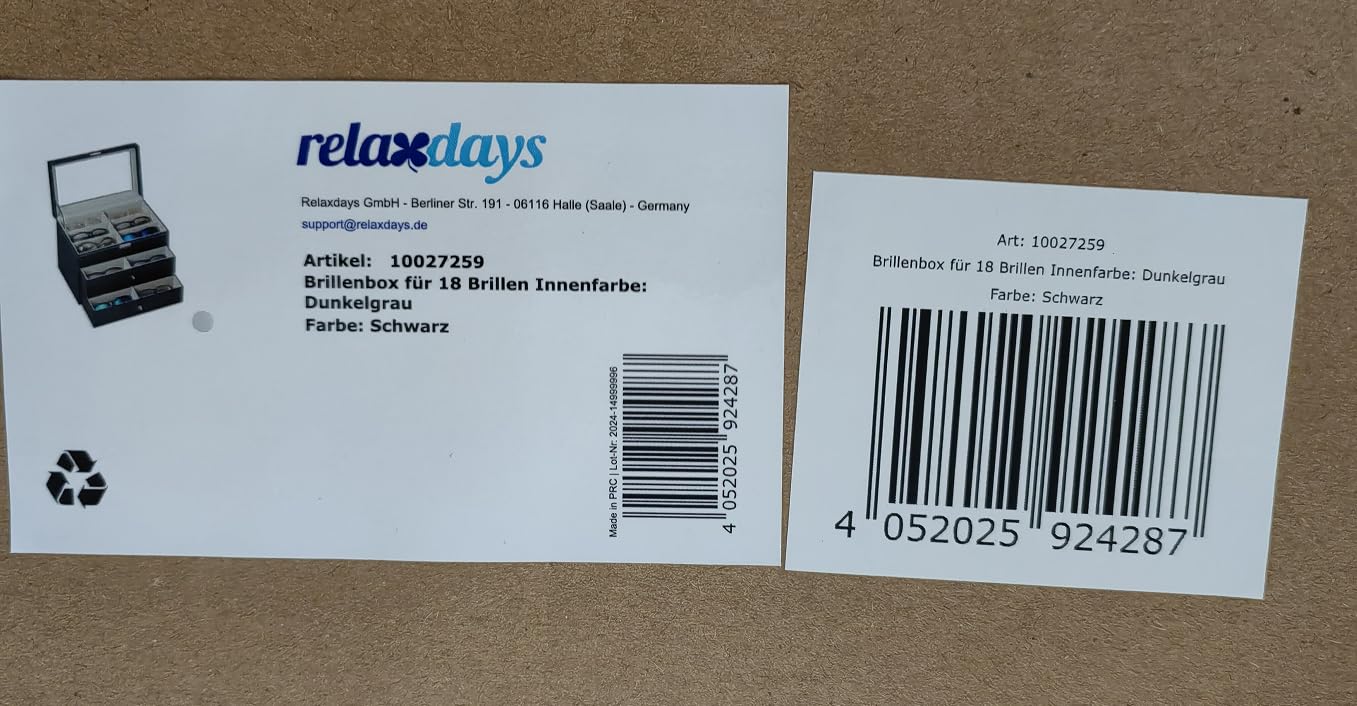 relaxdays
Relaxdays GmbH - Berliner Str. 191 - 06116 Halle (Saale) - Germany
support@relaxdays.de
Artikel: 10027259
Brillenbox für 18 Brillen Innenfarbe:
Dunkelgrau
Farbe: Schwarz
Made in PRC | Lot-Nr: 2024-14999996
4 052025 924287
Art: 10027259
Brillenbox für 18 Brillen Innenfarbe: Dunkelgrau
Farbe: Schwarz
4 052025 924287